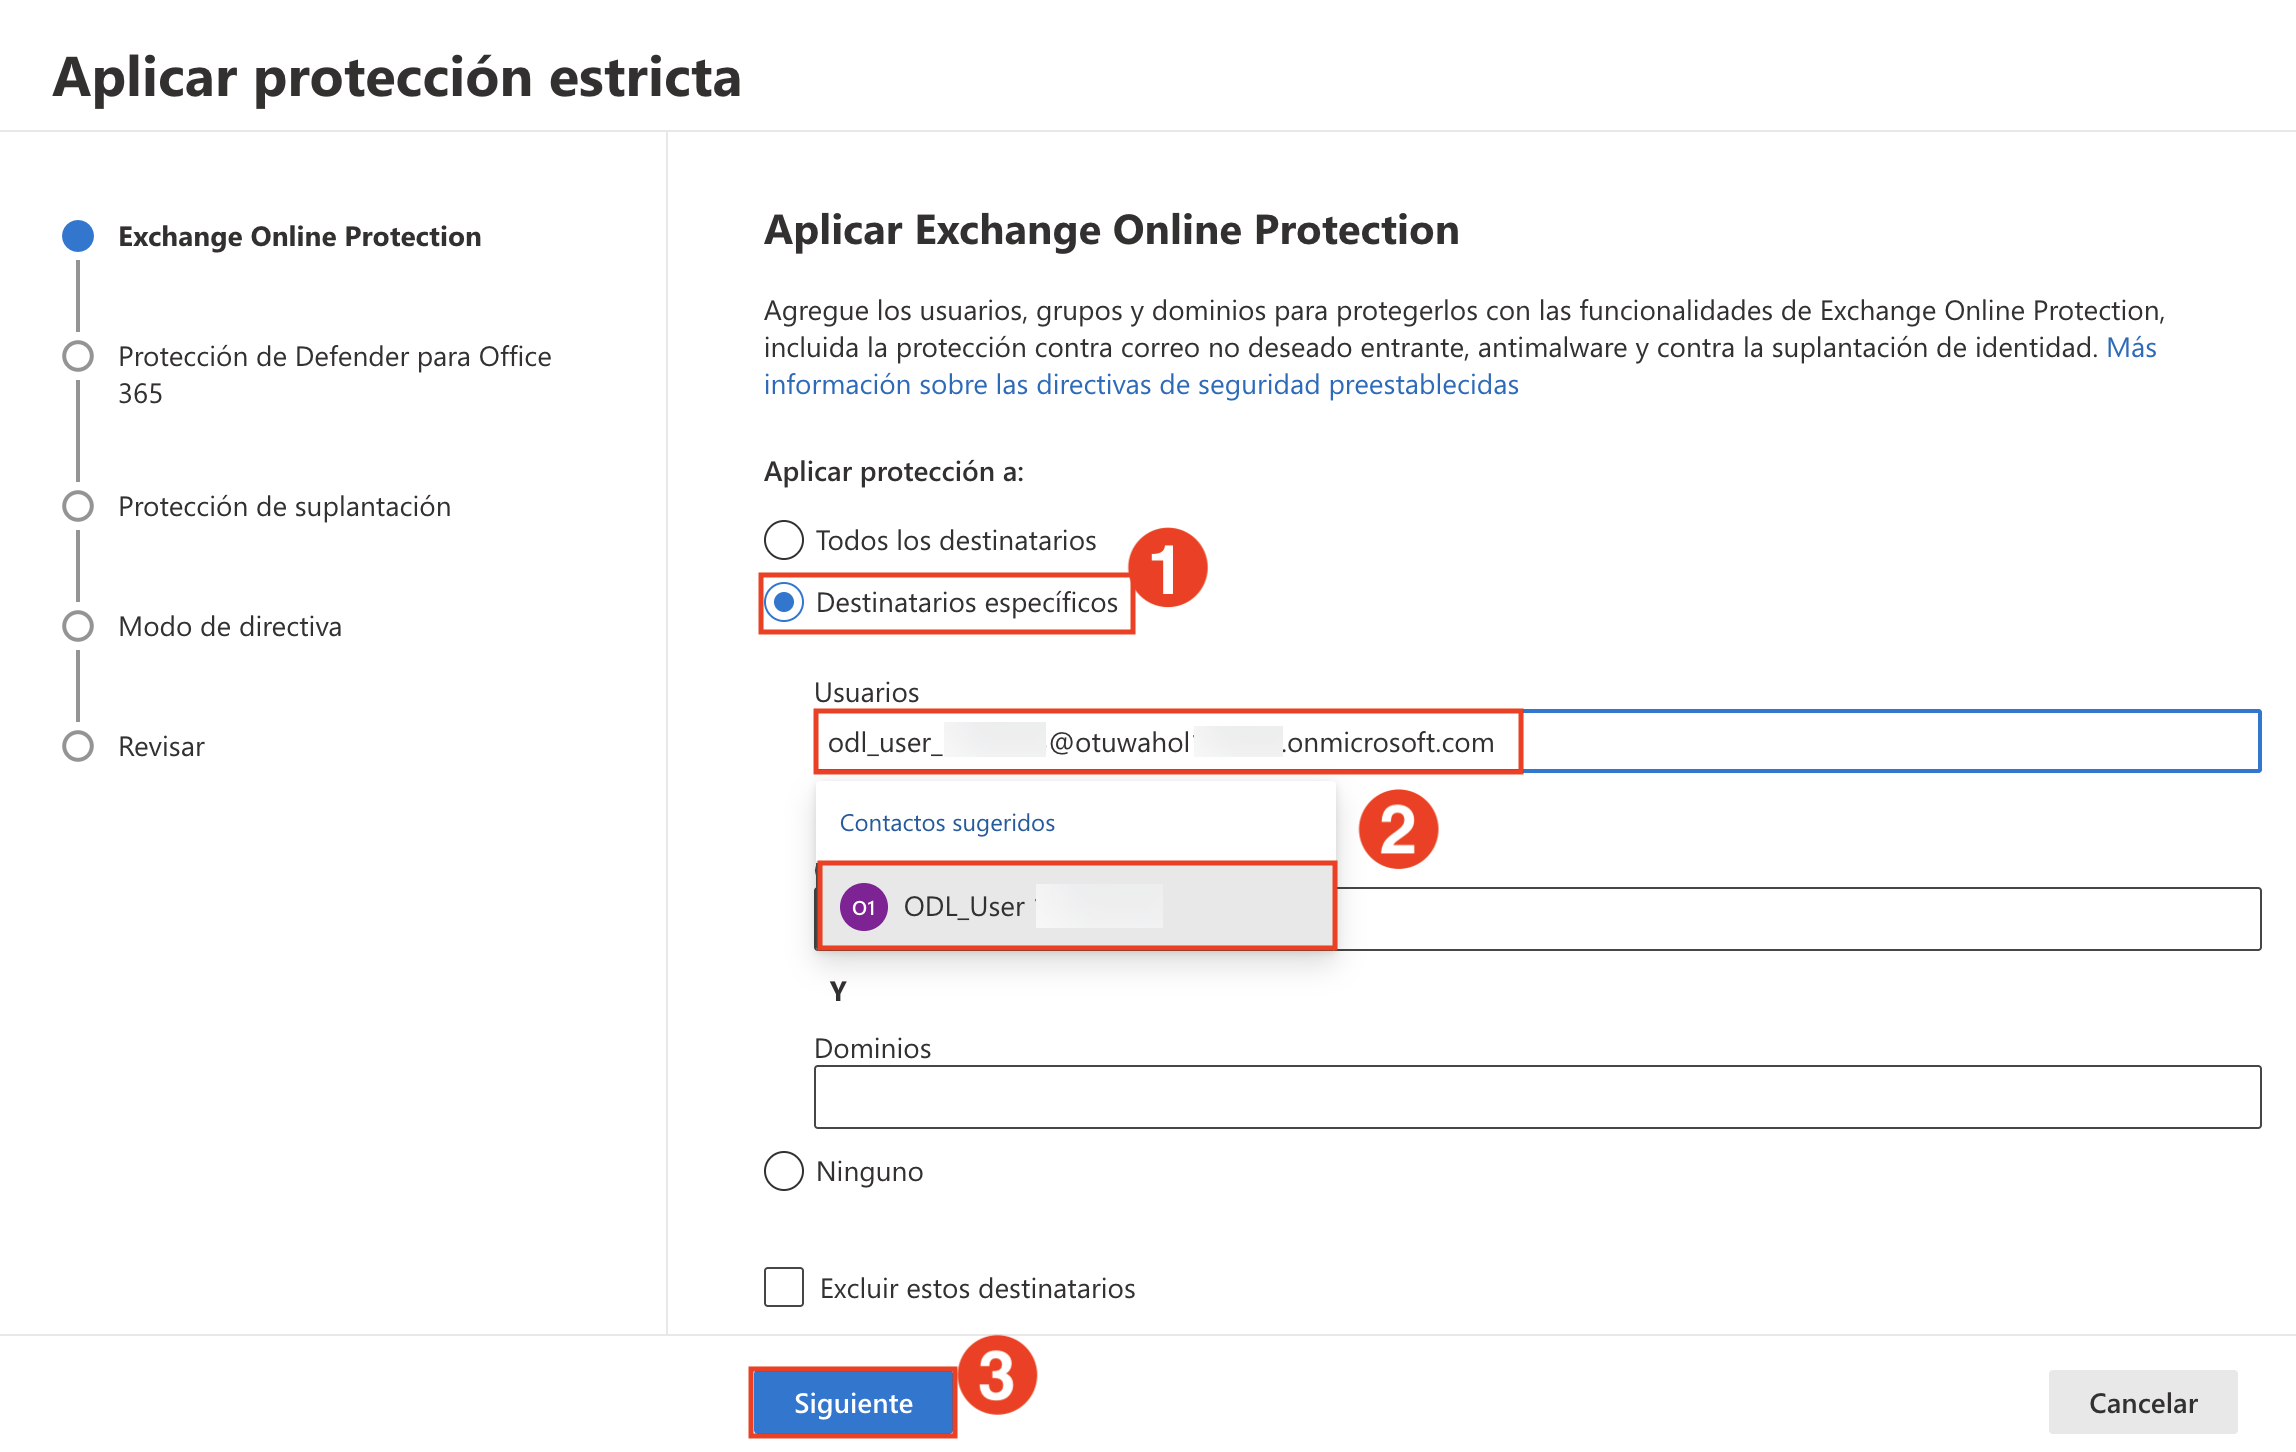 Aplicar protección estricta
Exchange Online Protection
Protección de Defender para Office
365
Protección de suplantación
Modo de directiva
Revisar
Aplicar Exchange Online Protection
Agregue los usuarios, grupos y dominios para protegerlos con las funcionalidades de Exchange Online Protection,
incluida la protección contra correo no deseado entrante, antimalware y contra la suplantación de identidad. Más
información sobre las directivas de seguridad preestablecidas
Aplicar protección a:
Todos los destinatarios
1
Destinatarios específicos
Usuarios
odl_user_ @otuwahol .onmicrosoft.com
Contactos sugeridos
2
O1 ODL_User
Y
Dominios
Ninguno
Excluir estos destinatarios
3
Siguiente
Cancelar